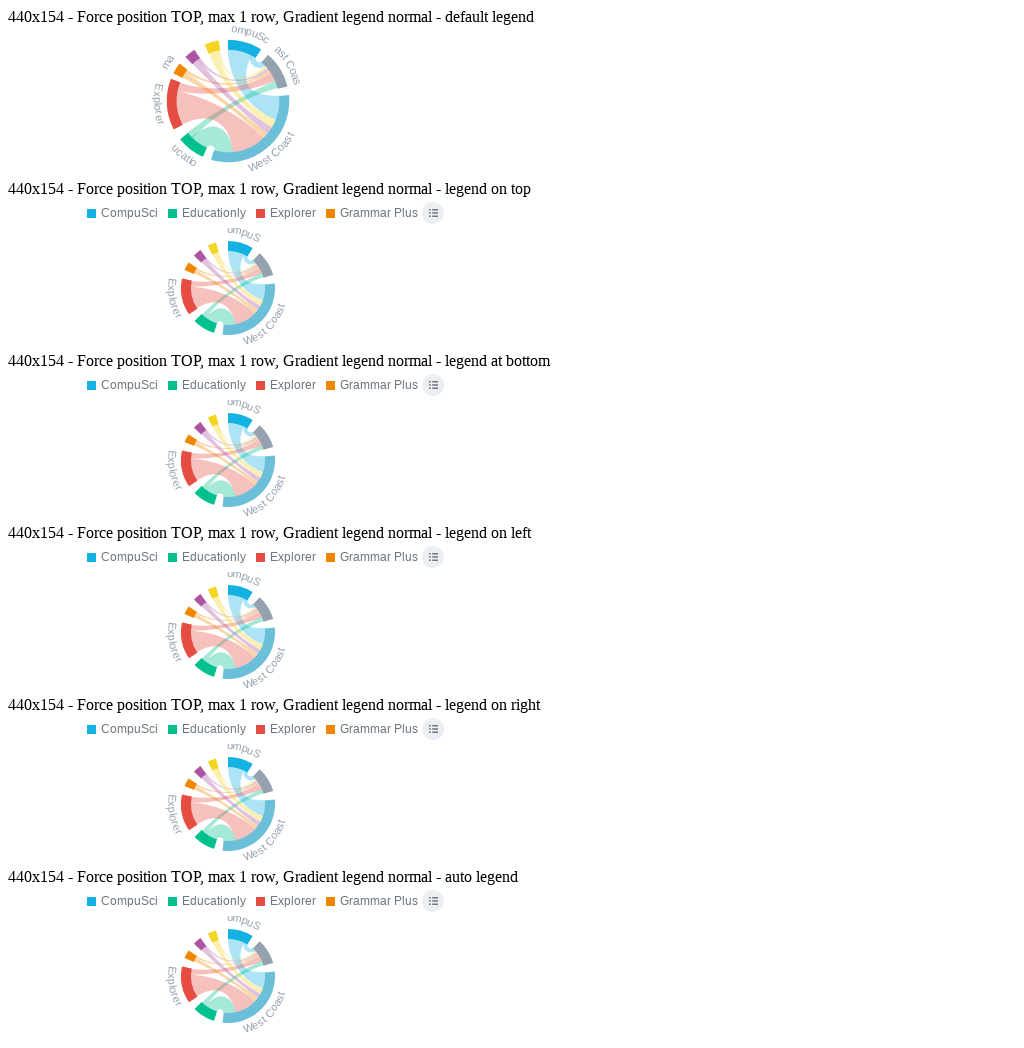 440x154 - Force position TOP, max 1 row, Gradient legend normal - default legend
ompuSc
ast Coas
ma
Explorer
ucatio
West Coast
440x154 - Force position TOP, max 1 row, Gradient legend normal - legend on top
CompuSci Educationly Explorer Grammar Plus
ompuS
Explorer
West Coast
440x154 - Force position TOP, max 1 row, Gradient legend normal - legend at bottom
CompuSci Educationly Explorer Grammar Plus
ompuS
Explorer
West Coast
440x154 - Force position TOP, max 1 row, Gradient legend normal - legend on left
CompuSci Educationly Explorer Grammar Plus
ompuS
Explorer
West Coast
440x154 - Force position TOP, max 1 row, Gradient legend normal - legend on right
CompuSci Educationly Explorer Grammar Plus
ompuS
Explorer
West Coast
440x154 - Force position TOP, max 1 row, Gradient legend normal - auto legend
CompuSci Educationly Explorer Grammar Plus
ompuS
Explorer
West Coast